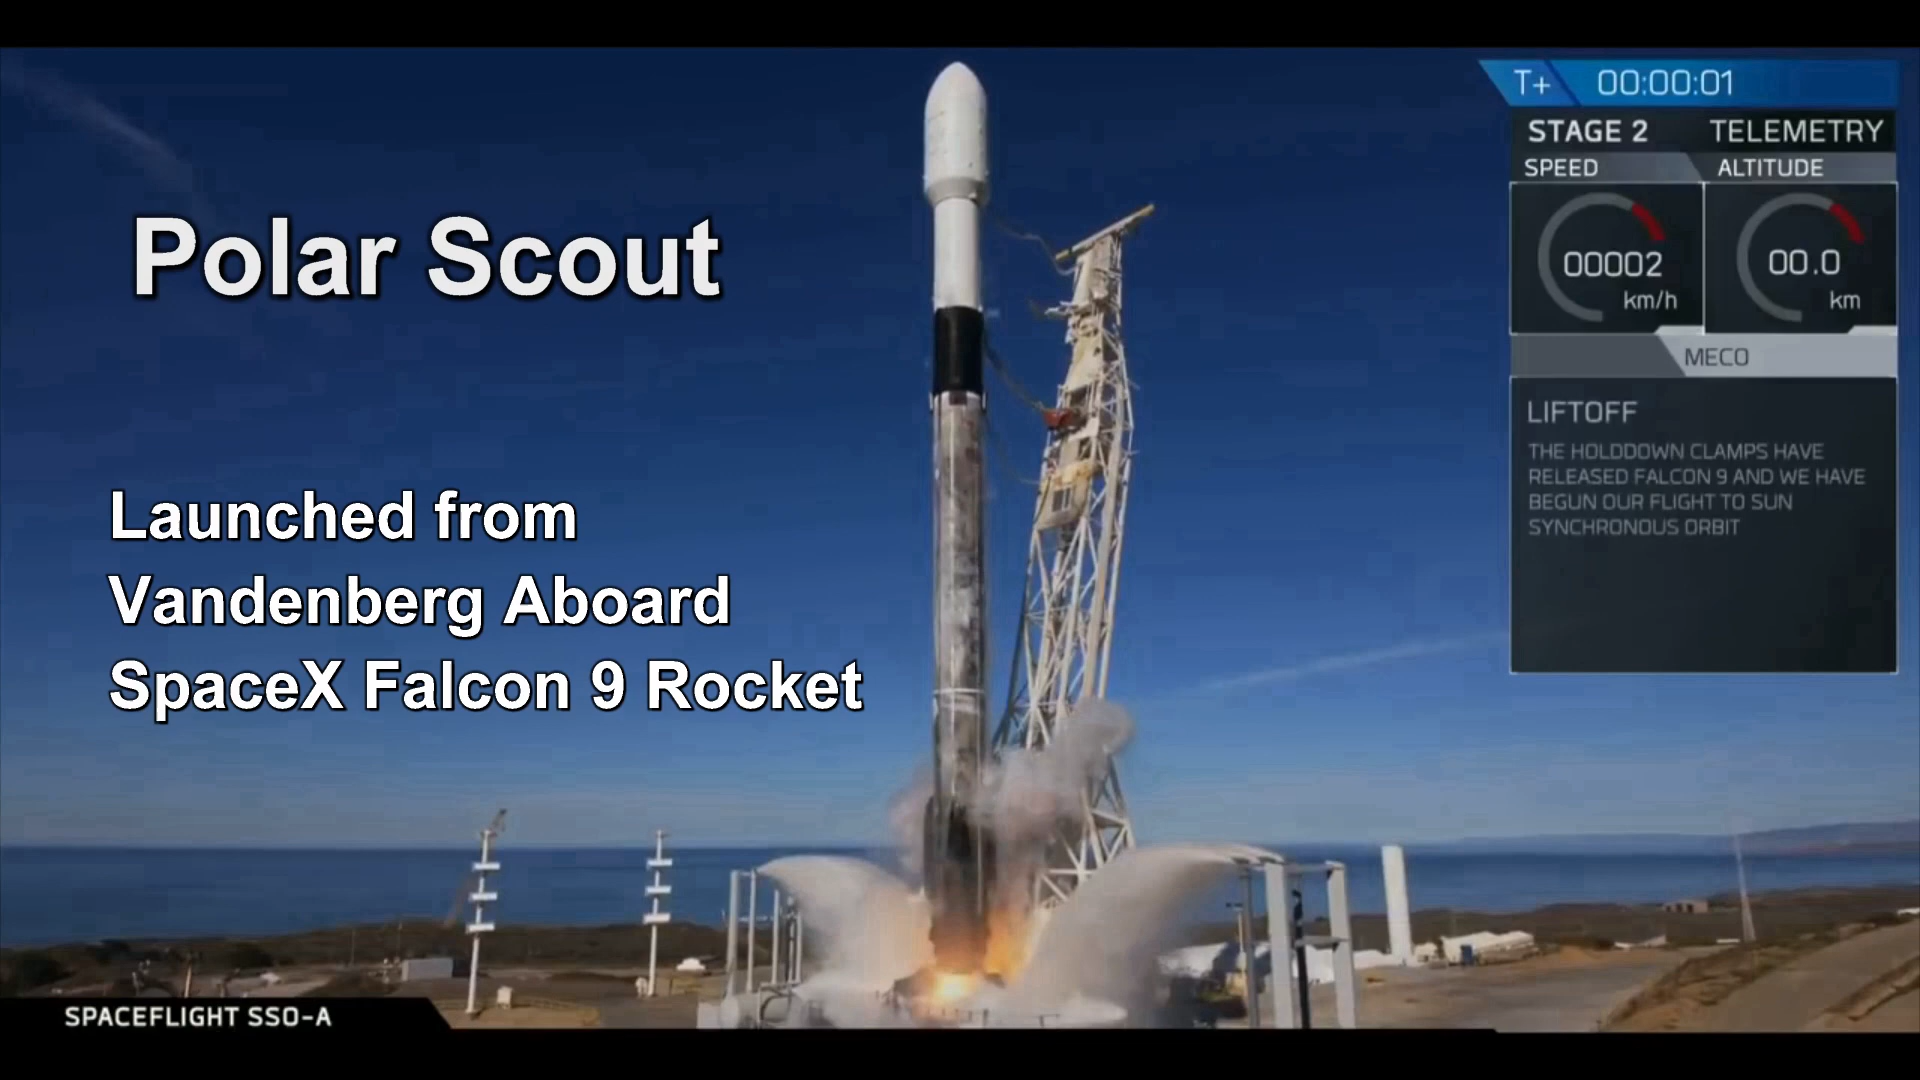 Polar Scout
Launched from
Vandenberg Aboard
SpaceX Falcon 9 Rocket
T+ 00:00:01
STAGE 2 TELEMETRY
SPEED ALTITUDE
00002 00.0
km/h km
MECO
LIFTOFF
THE HOLDDOWN CLAMPS HAVE
RELEASED FALCON 9 AND WE HAVE
BEGUN OUR FLIGHT TO SUN
SYNCHRONOUS ORBIT
SPACEFLIGHT SSO-A